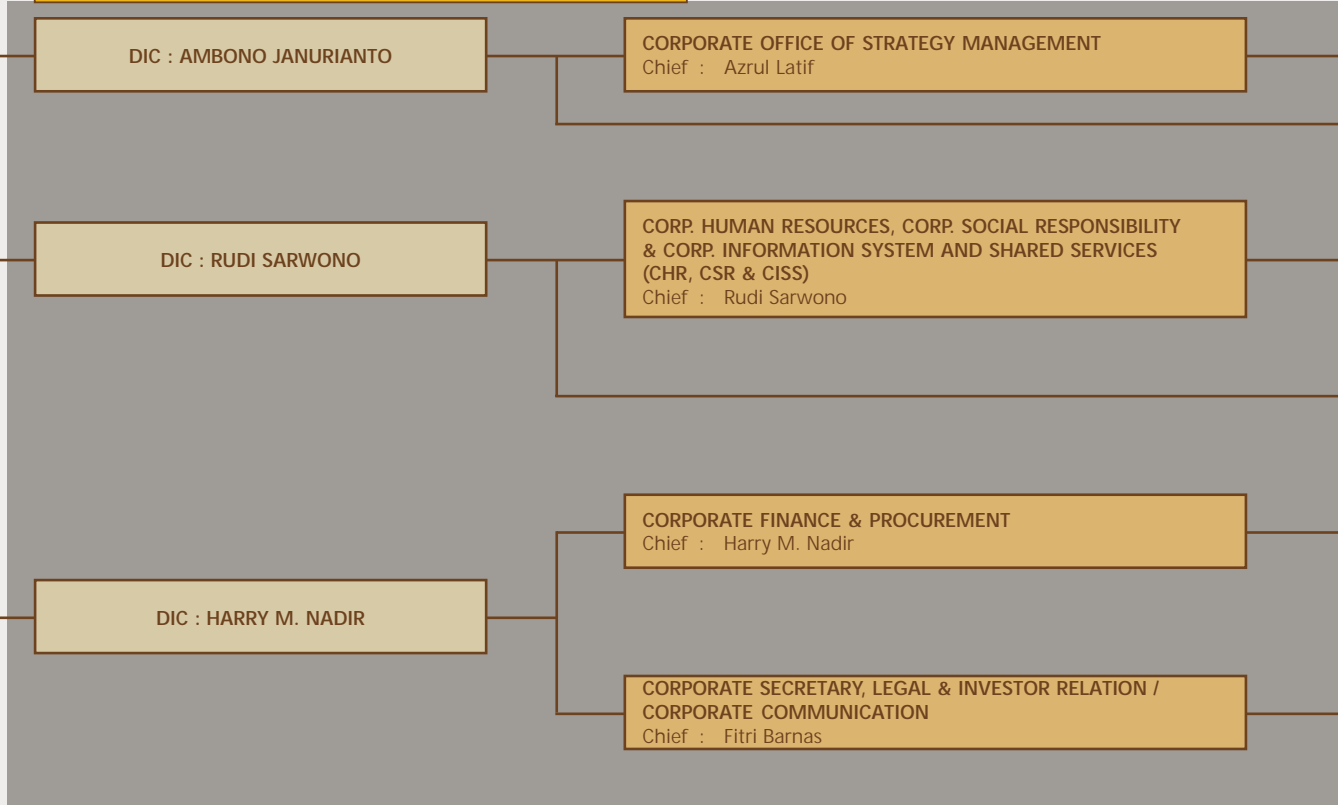 DIC : AMBONO JANURIANTO
CORPORATE OFFICE OF STRATEGY MANAGEMENT
Chief : Azrul Latif
DIC : RUDI SARWONO
CORP. HUMAN RESOURCES, CORP. SOCIAL RESPONSIBILITY
& CORP. INFORMATION SYSTEM AND SHARED SERVICES
(CHR, CSR & CISS)
Chief : Rudi Sarwono
CORPORATE FINANCE & PROCUREMENT
Chief : Harry M. Nadir
DIC : HARRY M. NADIR
CORPORATE SECRETARY, LEGAL & INVESTOR RELATION /
CORPORATE COMMUNICATION
Chief : Fitri Barnas